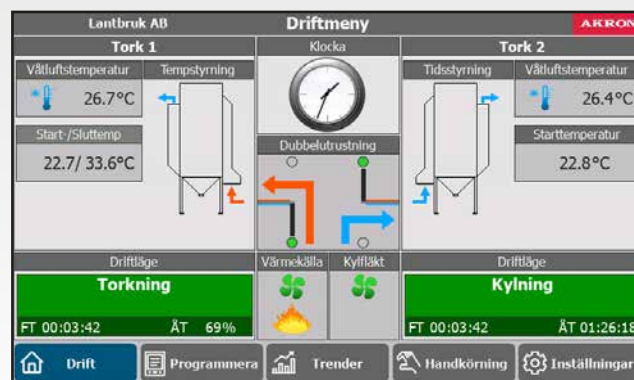 Lantbruk AB
Driftmeny
AKRON
Tork 1
Klocka
Tork 2
Våtluftstemperatur
Tempstyrning
Tidsstyrning
Våtluftstemperatur
26.7°C
26.4°C
Start-/Sluttemp
Starttemperatur
22.7/ 33.6°C
22.8°C
Dubbelutrustning
Driftläge
Värmekälla
Kylfläkt
Driftläge
Torkning
Kylning
FT 00:03:42
ÅT 69%
FT 00:03:42
ÅT 01:26:18
Drift
Programmera
Trender
Handkörning
Inställningar